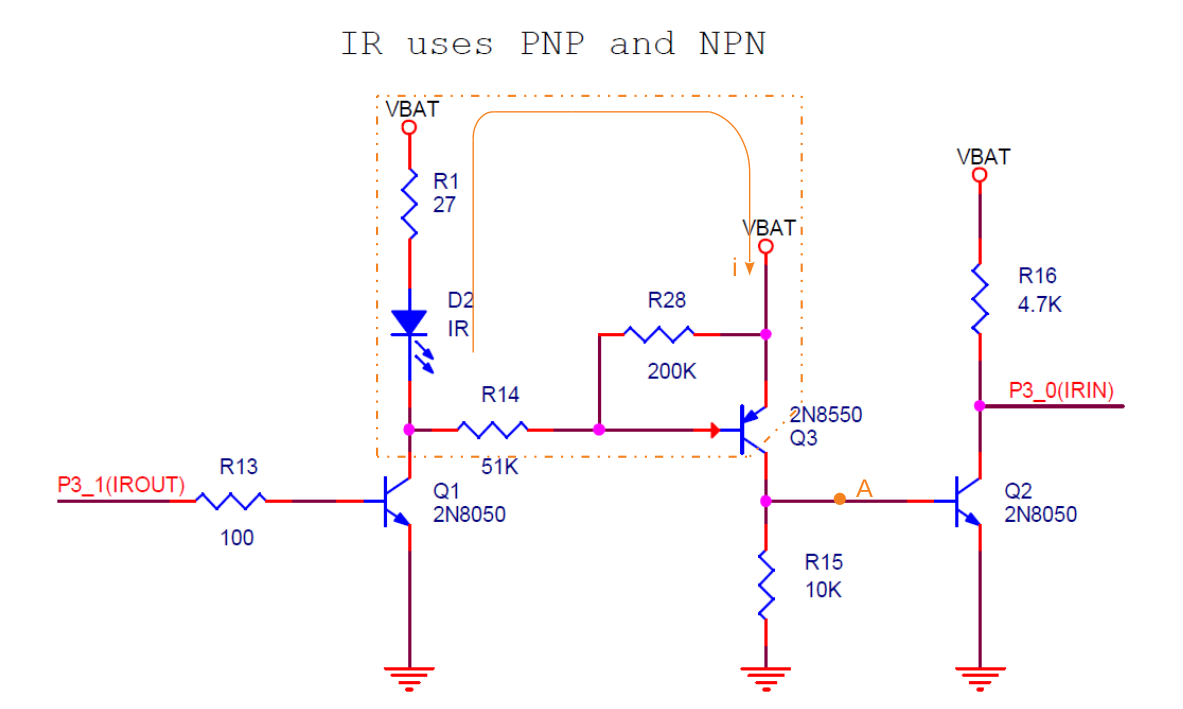 IR uses PNP and NPN
VBAT
R1
27
D2
IR
VBAT
i
R28
200K
R14
51K
2N8550
Q3
VBAT
R16
4.7K
P3_0(IRIN)
P3_1(IROUT)
R13
100
Q1
2N8050
A
Q2
2N8050
R15
10K